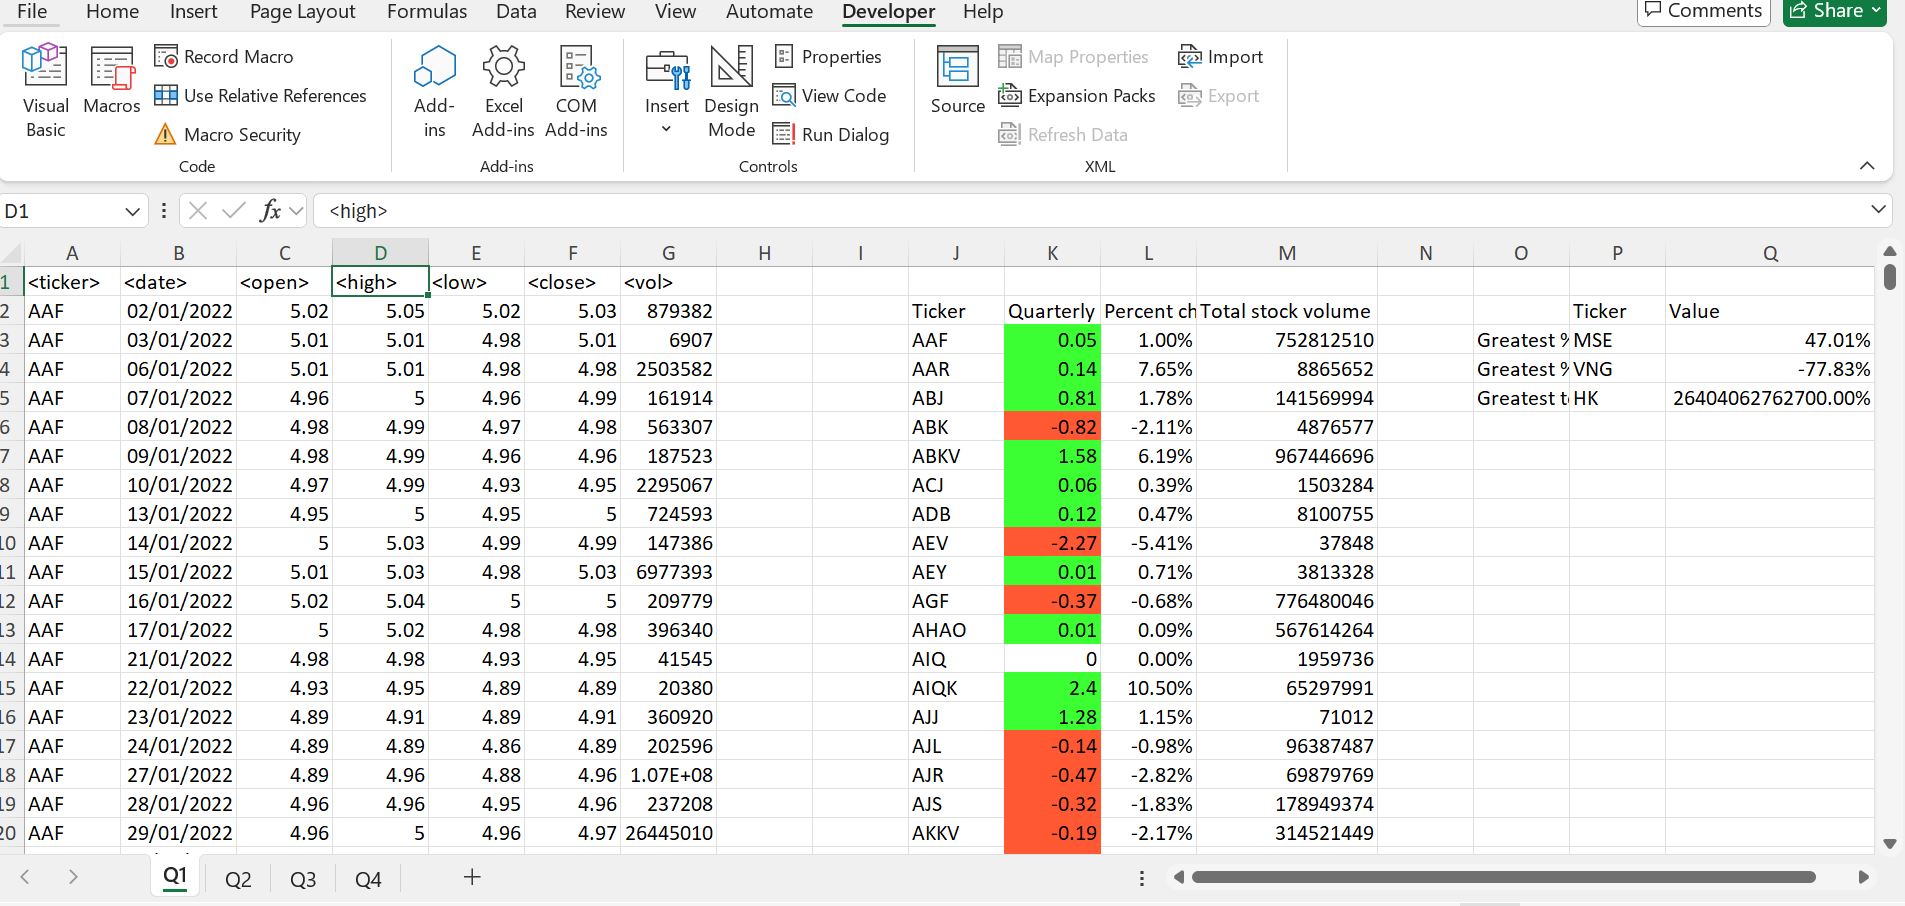 File Home Insert Page Layout Formulas Data Review View Automate Developer Help Comments Share
Visual Basic
Macros
Record Macro
Use Relative References
Macro Security
Code
Add-ins
Excel Add-ins
COM Add-ins
Add-ins
Insert
Design Mode
Properties
View Code
Run Dialog
Controls
Source
Map Properties
Expansion Packs
Refresh Data
Import
Export
XML
D1 fx <high>
A B C D E F G H I J K L M N O P Q
1 <ticker> <date> <open> <high> <low> <close> <vol>
2 AAF 02/01/2022 5.02 5.05 5.02 5.03 879382 Ticker Quarterly Percent ch Total stock volume Ticker Value
3 AAF 03/01/2022 5.01 5.01 4.98 5.01 6907 AAF 0.05 1.00% 752812510 Greatest % MSE 47.01%
4 AAF 06/01/2022 5.01 5.01 4.98 4.98 2503582 AAR 0.14 7.65% 8865652 Greatest % VNG -77.83%
5 AAF 07/01/2022 4.96 5 4.96 4.99 161914 ABJ 0.81 1.78% 141569994 Greatest t HK 26404062762700.00%
6 AAF 08/01/2022 4.98 4.99 4.97 4.98 563307 ABK -0.82 -2.11% 4876577
7 AAF 09/01/2022 4.98 4.99 4.96 4.96 187523 ABKV 1.58 6.19% 967446696
8 AAF 10/01/2022 4.97 4.99 4.93 4.95 2295067 ACJ 0.06 0.39% 1503284
9 AAF 13/01/2022 4.95 5 4.95 5 724593 ADB 0.12 0.47% 8100755
10 AAF 14/01/2022 5 5.03 4.99 4.99 147386 AEV -2.27 -5.41% 37848
11 AAF 15/01/2022 5.01 5.03 4.98 5.03 6977393 AEY 0.01 0.71% 3813328
12 AAF 16/01/2022 5.02 5.04 5 5 209779 AGF -0.37 -0.68% 776480046
13 AAF 17/01/2022 5 5.02 4.98 4.98 396340 AHAO 0.01 0.09% 567614264
14 AAF 21/01/2022 4.98 4.98 4.93 4.95 41545 AIQ 0 0.00% 1959736
15 AAF 22/01/2022 4.93 4.95 4.89 4.89 20380 AIQK 2.4 10.50% 65297991
16 AAF 23/01/2022 4.89 4.91 4.89 4.91 360920 AJJ 1.28 1.15% 71012
17 AAF 24/01/2022 4.89 4.89 4.86 4.89 202596 AJL -0.14 -0.98% 96387487
18 AAF 27/01/2022 4.89 4.96 4.88 4.96 1.07E+08 AJR -0.47 -2.82% 69879769
19 AAF 28/01/2022 4.96 4.96 4.95 4.96 237208 AJS -0.32 -1.83% 178949374
20 AAF 29/01/2022 4.96 5 4.96 4.97 26445010 AKKV -0.19 -2.17% 314521449
Q1 Q2 Q3 Q4